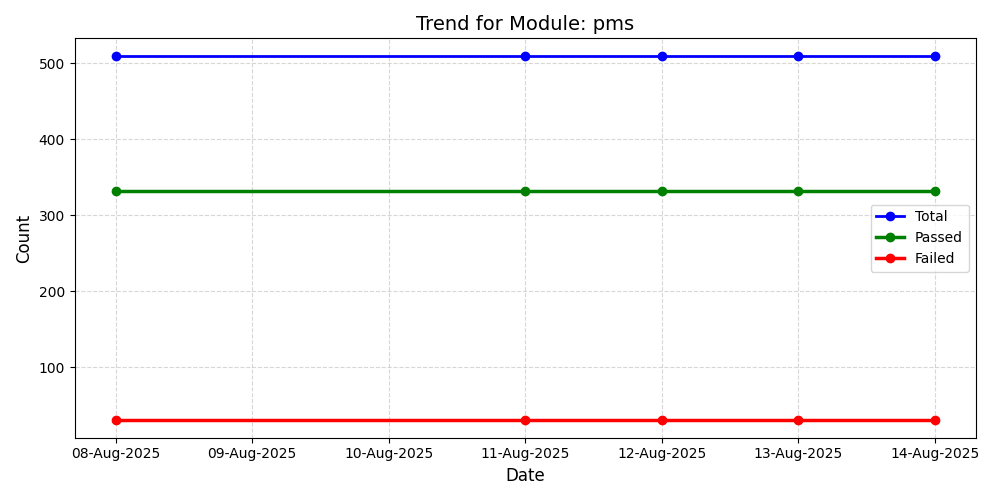 Trend for Module: pms
500
400
300
200
100
Count
Total
Passed
Failed
08-Aug-2025 09-Aug-2025 10-Aug-2025 11-Aug-2025 12-Aug-2025 13-Aug-2025 14-Aug-2025
Date